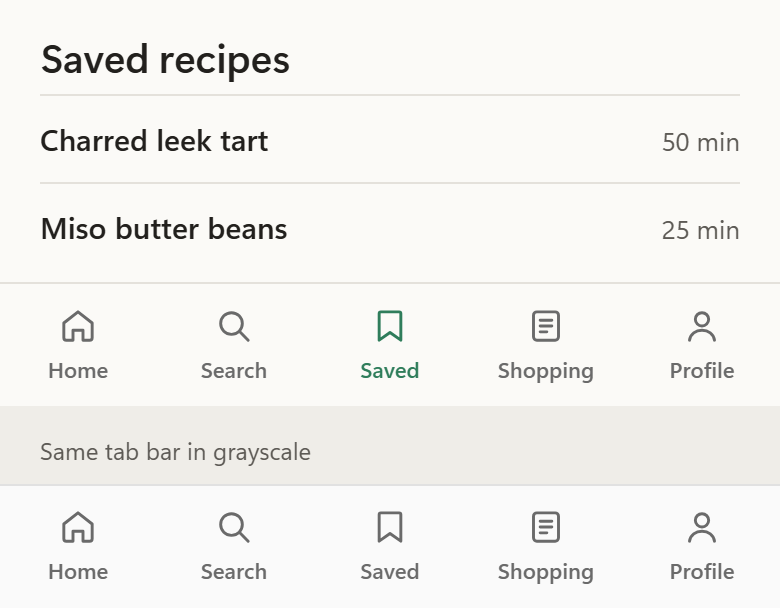 Saved recipes
Charred leek tart 50 min
Miso butter beans 25 min
Home Search Saved Shopping Profile
Same tab bar in grayscale
Home Search Saved Shopping Profile